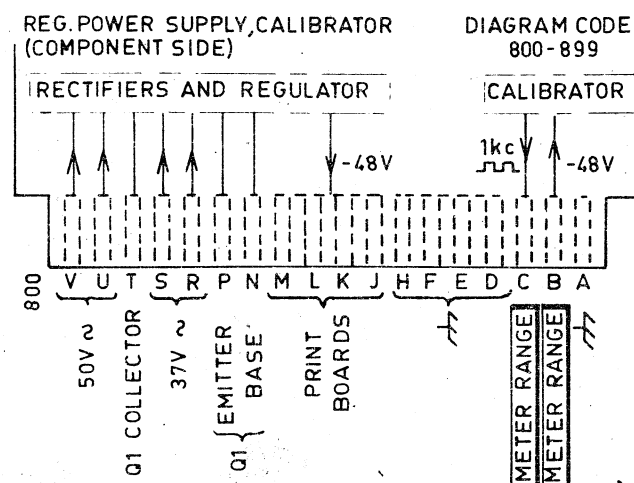 REG. POWER SUPPLY, CALIBRATOR
(COMPONENT SIDE)
DIAGRAM CODE
800-899
RECTIFIERS AND REGULATOR
CALIBRATOR
1kc
-48V
-48V
800
V U T S R P N M L K J H F E D C B A
50V ~
Q1 COLLECTOR
37V ~
EMITTER
BASE
Q1
PRINT
BOARDS
METER RANGE
METER RANGE